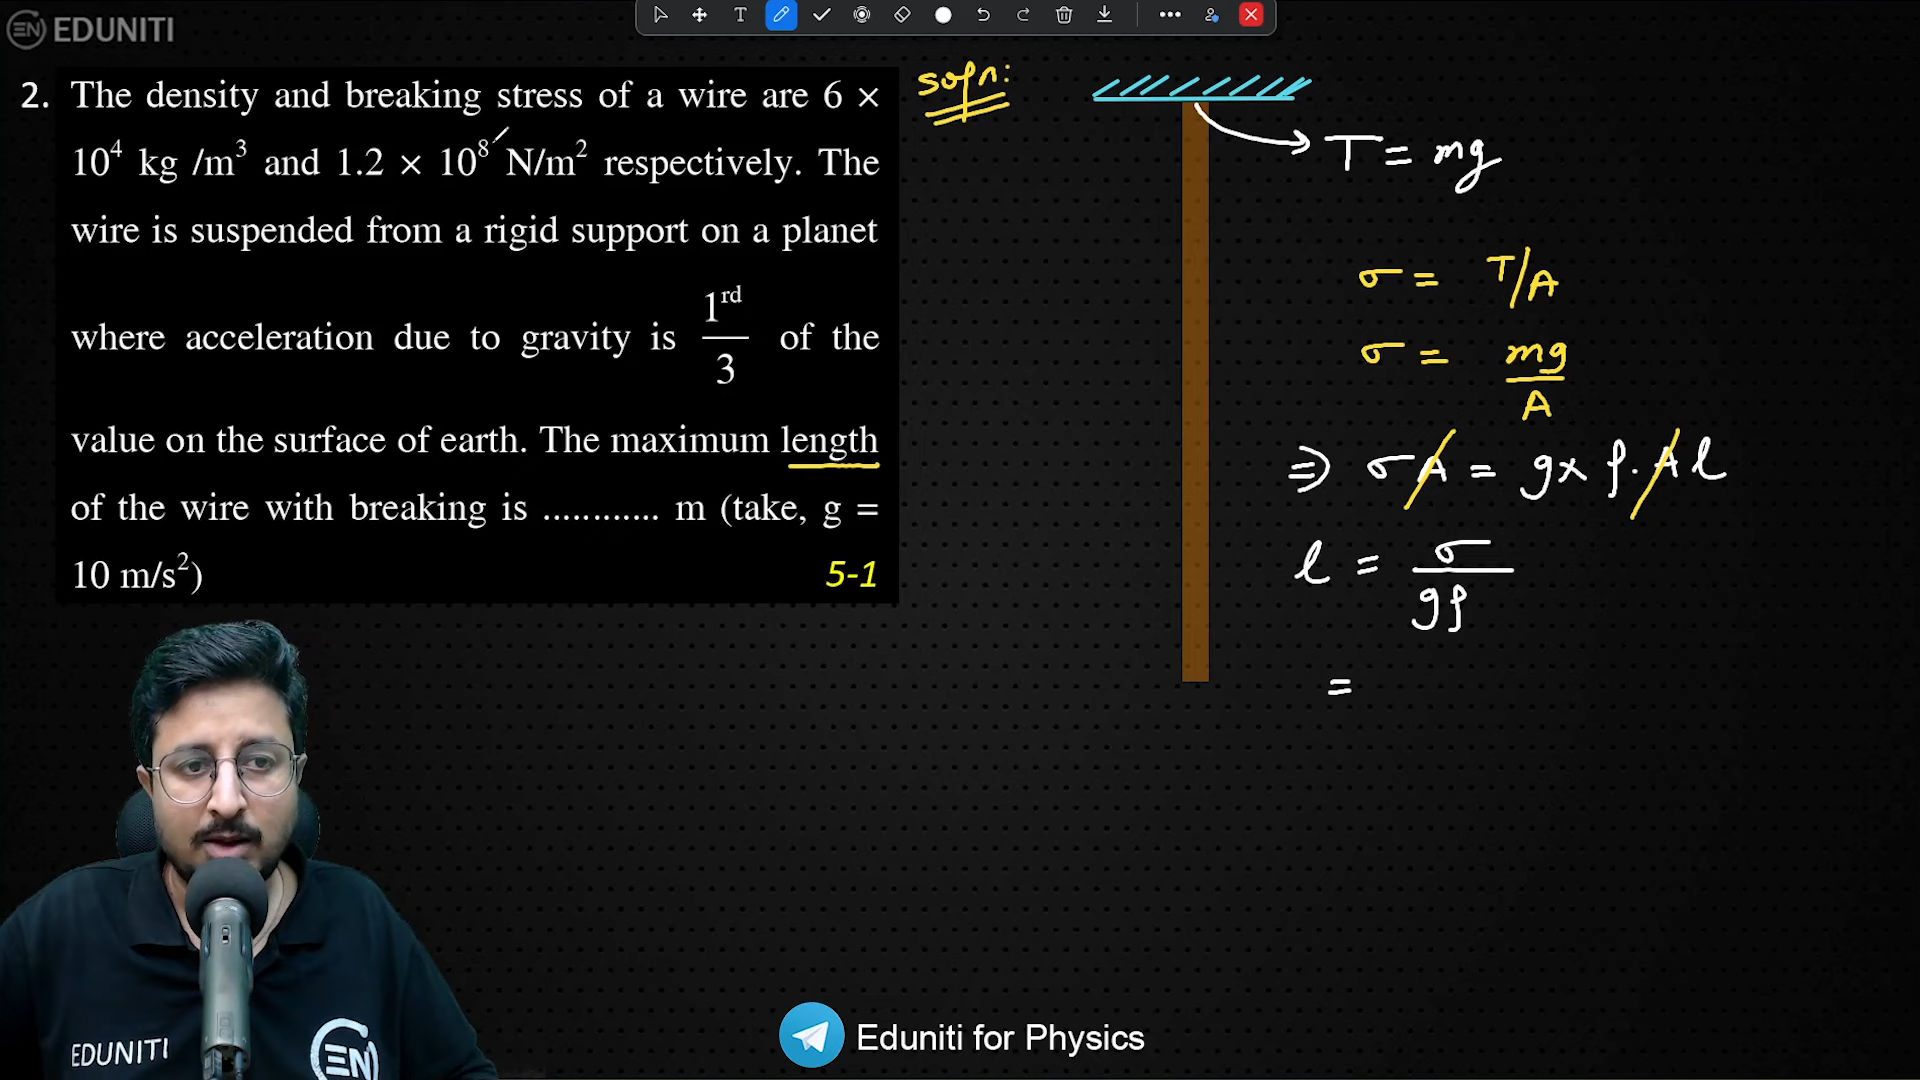 EDUNITI
2. The density and breaking stress of a wire are 6 ×
10⁴ kg /m³ and 1.2 × 10⁸ N/m² respectively. The
wire is suspended from a rigid support on a planet
where acceleration due to gravity is 1ʳᵈ/3 of the
value on the surface of earth. The maximum length
of the wire with breaking is ............ m (take, g =
10 m/s²)
5-1
solⁿ:
T = mg
σ = T/A
σ = mg/A
⇒ σA = g× ρ.Al
l = σ/gρ
=
EDUNITI
EN
Eduniti for Physics